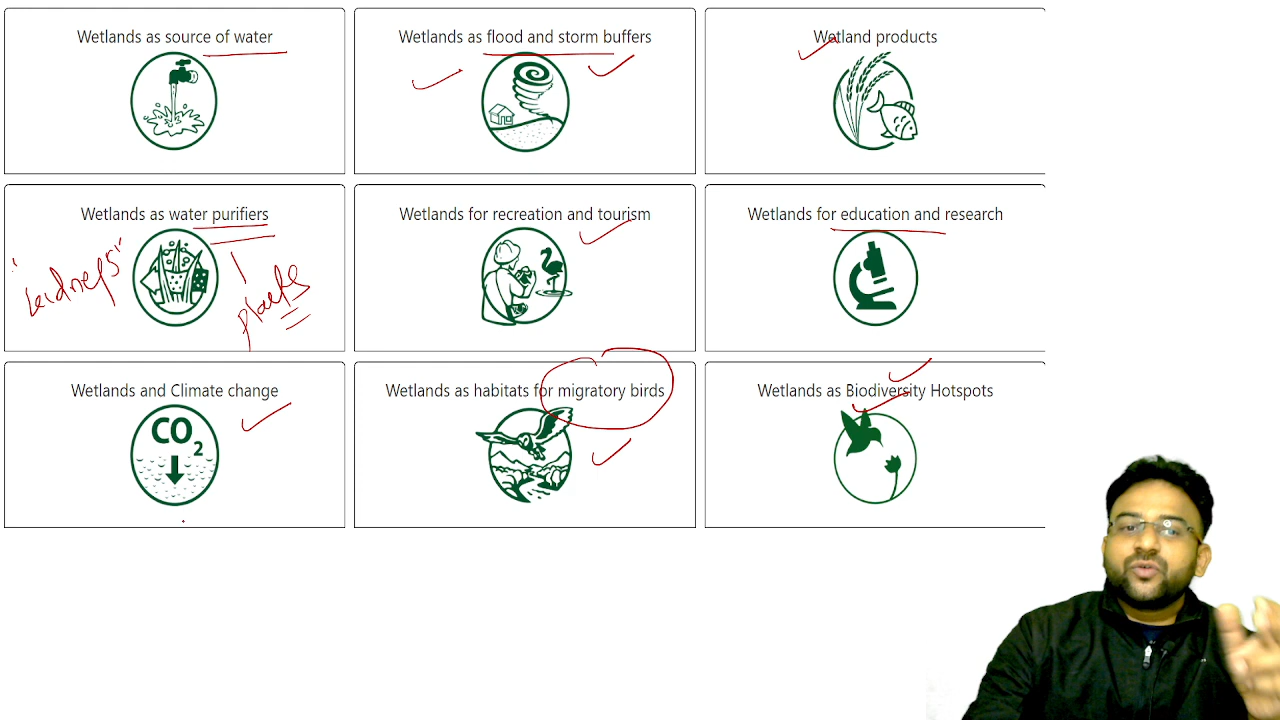 Wetlands as source of water
Wetlands as flood and storm buffers
Wetland products
Wetlands as water purifiers
"kidneys"
plants
Wetlands for recreation and tourism
Wetlands for education and research
Wetlands and Climate change
CO2
Wetlands as habitats for migratory birds
Wetlands as Biodiversity Hotspots